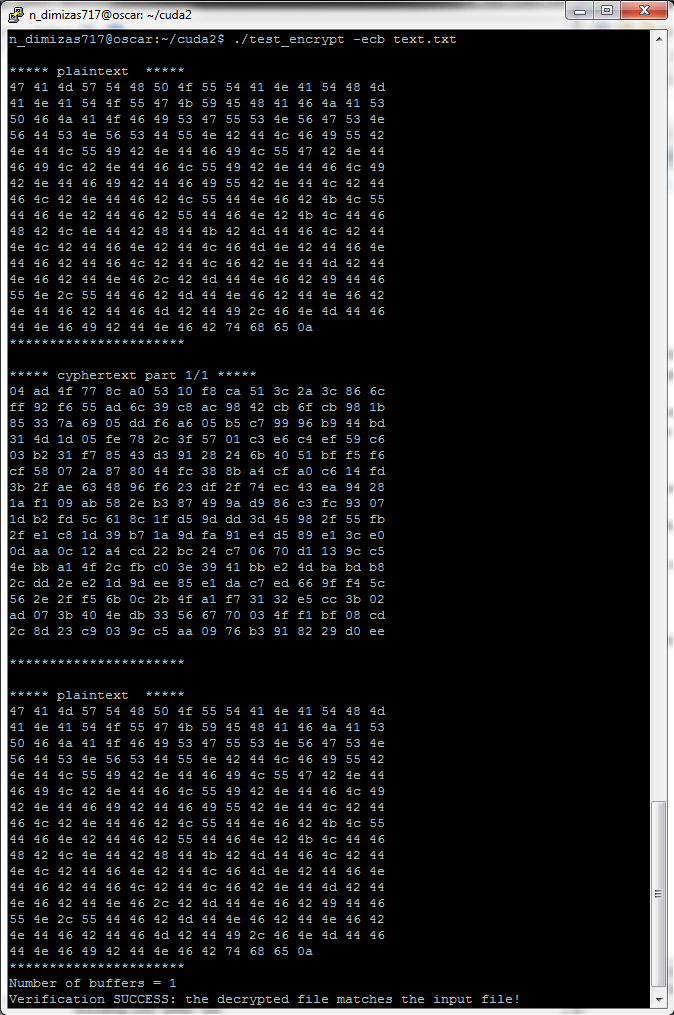 n_dimizas717@oscar: ~/cuda2
n_dimizas717@oscar:~/cuda2$ ./test_encrypt -ecb text.txt
***** plaintext  *****
47 41 4d 57 54 48 50 4f 55 54 41 4e 41 54 48 4d
41 4e 41 54 4f 55 47 4b 59 45 48 41 46 4a 41 53
50 46 4a 41 4f 46 49 53 47 55 53 4e 56 47 53 4e
56 44 53 4e 56 53 44 55 4e 42 44 4c 46 49 55 42
4e 44 4c 55 49 42 4e 44 46 49 4c 55 47 42 4e 44
46 49 4c 42 4e 44 46 4c 55 49 42 4e 44 46 4c 49
42 4e 44 46 49 42 44 46 49 55 42 4e 44 4c 42 44
46 4c 42 4e 44 46 42 4c 55 44 4e 46 42 4b 4c 55
44 46 4e 42 44 46 42 55 44 46 4e 42 4b 4c 44 46
48 42 4c 4e 44 42 48 44 4b 42 4d 44 46 4c 42 44
4e 4c 42 44 46 4e 42 44 4c 46 4d 4e 42 44 46 4e
44 46 42 44 46 4c 42 44 4c 46 42 4e 44 4d 42 44
4e 46 42 44 4e 46 2c 42 4d 44 4e 46 42 49 44 46
55 4e 2c 55 44 46 42 4d 44 4e 46 42 44 4e 46 42
4e 44 46 42 44 46 4d 42 44 49 2c 46 4e 4d 44 46
44 4e 46 49 42 44 4e 46 42 74 68 65 0a
**********************
***** cyphertext part 1/1 *****
04 ad 4f 77 8c a0 53 10 f8 ca 51 3c 2a 3c 86 6c
ff 92 f6 55 ad 6c 39 c8 ac 98 42 cb 6f cb 98 1b
85 33 7a 69 05 dd f6 a6 05 b5 c7 99 96 b9 44 bd
31 4d 1d 05 fe 78 2c 3f 57 01 c3 e6 c4 ef 59 c6
03 b2 31 f7 85 43 d3 91 28 24 6b 40 51 bf f5 f6
cf 58 07 2a 87 80 44 fc 38 8b a4 cf a0 c6 14 fd
3b 2f ae 63 48 96 f6 23 df 2f 74 ec 43 ea 94 28
1a f1 09 ab 58 2e b3 87 49 9a d9 86 c3 fc 93 07
1d b2 fd 5c 61 8c 1f d5 9d dd 3d 45 98 2f 55 fb
2f e1 c8 1d 39 b7 1a 9d fa 91 e4 d5 89 e1 3c e0
0d aa 0c 12 a4 cd 22 bc 24 c7 06 70 d1 13 9c c5
4e bb a1 4f 2c fb c0 3e 39 41 bb e2 4d ba bd b8
2c dd 2e e2 1d 9d ee 85 e1 da c7 ed 66 9f f4 5c
56 2e 2f f5 6b 0c 2b 4f a1 f7 31 32 e5 cc 3b 02
ad 07 3b 40 4e db 33 56 67 70 03 4f f1 bf 08 cd
2c 8d 23 c9 03 9c c5 aa 09 76 b3 91 82 29 d0 ee
**********************
***** plaintext  *****
47 41 4d 57 54 48 50 4f 55 54 41 4e 41 54 48 4d
41 4e 41 54 4f 55 47 4b 59 45 48 41 46 4a 41 53
50 46 4a 41 4f 46 49 53 47 55 53 4e 56 47 53 4e
56 44 53 4e 56 53 44 55 4e 42 44 4c 46 49 55 42
4e 44 4c 55 49 42 4e 44 46 49 4c 55 47 42 4e 44
46 49 4c 42 4e 44 46 4c 55 49 42 4e 44 46 4c 49
42 4e 44 46 49 42 44 46 49 55 42 4e 44 4c 42 44
46 4c 42 4e 44 46 42 4c 55 44 4e 46 42 4b 4c 55
44 46 4e 42 44 46 42 55 44 46 4e 42 4b 4c 44 46
48 42 4c 4e 44 42 48 44 4b 42 4d 44 46 4c 42 44
4e 4c 42 44 46 4e 42 44 4c 46 4d 4e 42 44 46 4e
44 46 42 44 46 4c 42 44 4c 46 42 4e 44 4d 42 44
4e 46 42 44 4e 46 2c 42 4d 44 4e 46 42 49 44 46
55 4e 2c 55 44 46 42 4d 44 4e 46 42 44 4e 46 42
4e 44 46 42 44 46 4d 42 44 49 2c 46 4e 4d 44 46
44 4e 46 49 42 44 4e 46 42 74 68 65 0a
**********************
Number of buffers = 1
Verification SUCCESS: the decrypted file matches the input file!